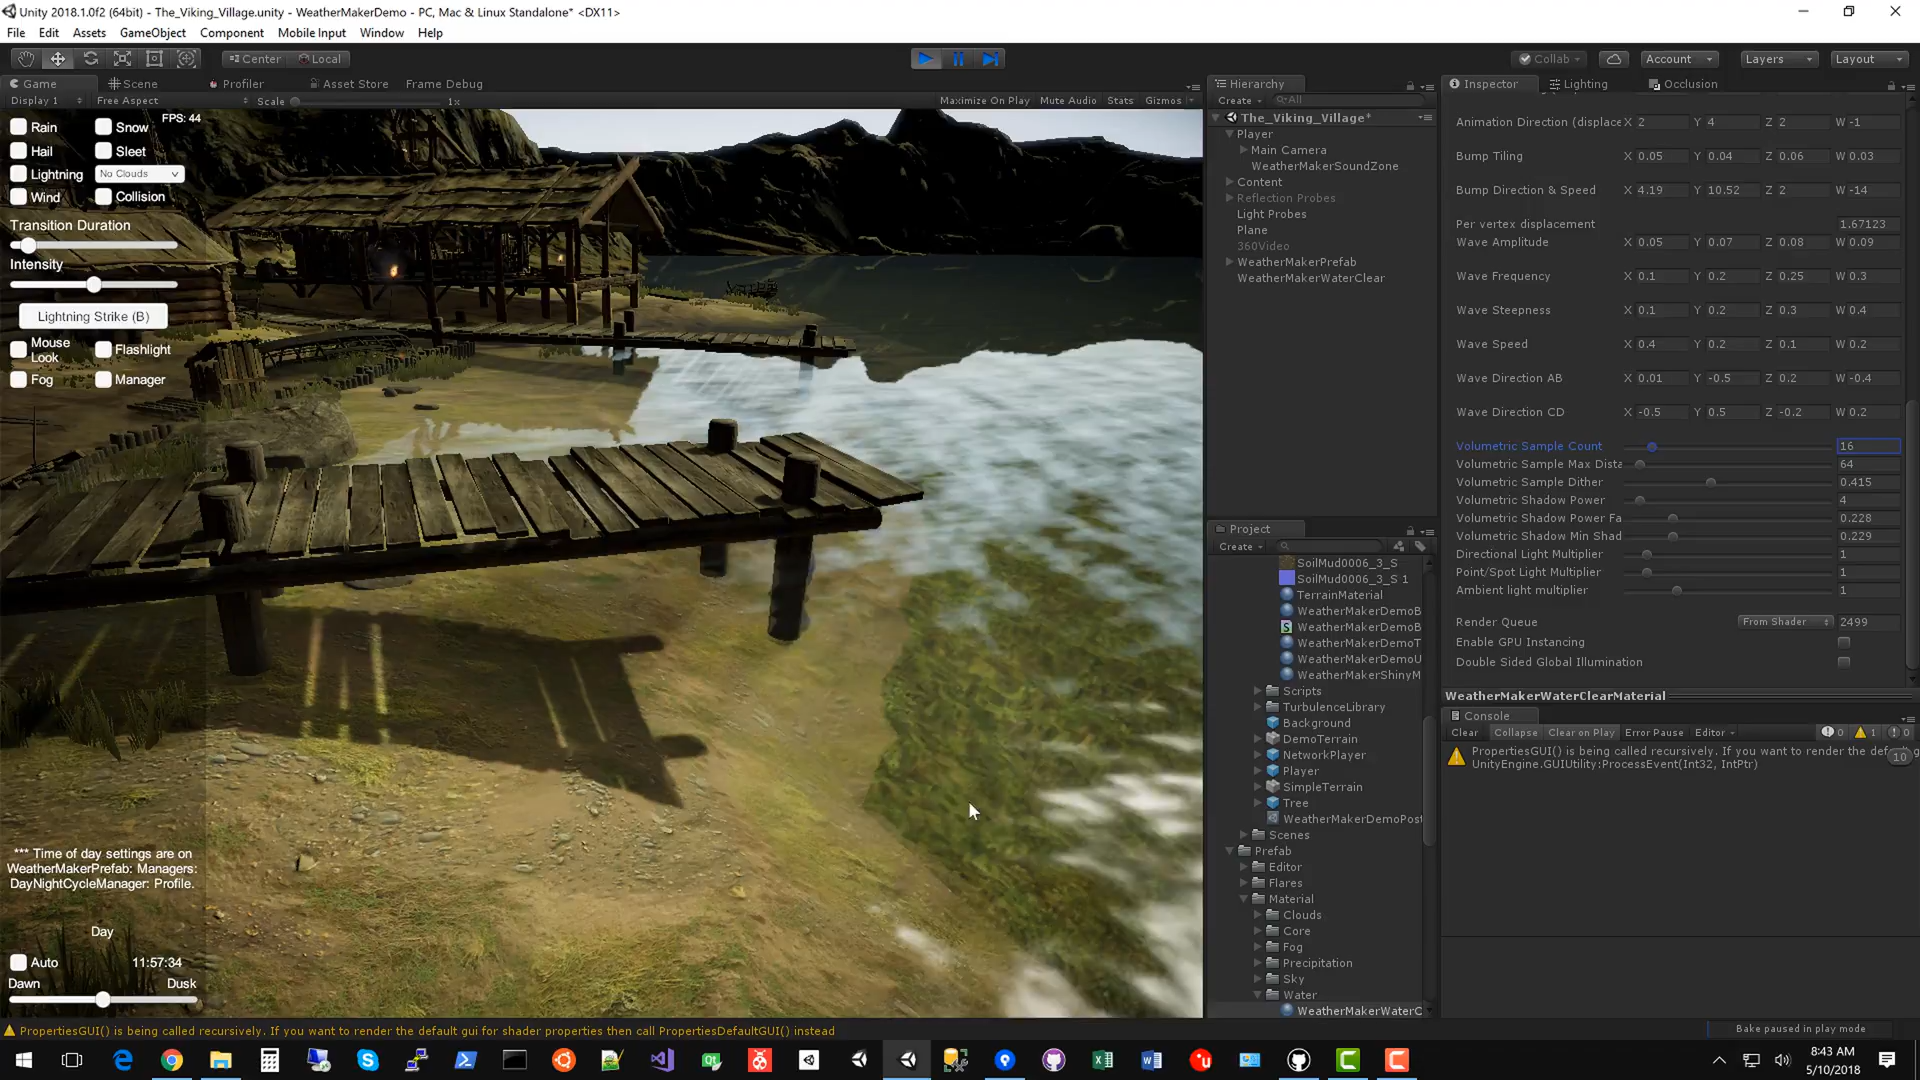 Unity 2018.1.0f2 (64bit) - The_Viking_Village.unity - WeatherMakerDemo - PC, Mac & Linux Standalone* <DX11>
File Edit Assets GameObject Component Mobile Input Window Help
Center Local
Collab Account Layers Layout
Game Scene Profiler Asset Store Frame Debug
Display 1 Free Aspect Scale 1x Maximize On Play Mute Audio Stats Gizmos
FPS: 44
Rain Snow
Hail Sleet
Lightning No Clouds
Wind Collision
Transition Duration
Intensity
Lightning Strike (B)
Mouse Look Flashlight
Fog Manager
*** Time of day settings are on
WeatherMakerPrefab: Managers:
DayNightCycleManager: Profile.
Day
Auto 11:57:34
Dawn Dusk
Hierarchy
Create All
The_Viking_Village*
Player
Main Camera
WeatherMakerSoundZone
Content
Reflection Probes
Light Probes
Plane
360Video
WeatherMakerPrefab
WeatherMakerWaterClear
Project
Create
SoilMud0006_3_S
SoilMud0006_3_S 1
TerrainMaterial
WeatherMakerDemoB
WeatherMakerDemoB
WeatherMakerDemoT
WeatherMakerDemoU
WeatherMakerShinyM
Scripts
TurbulenceLibrary
Background
DemoTerrain
NetworkPlayer
Player
SimpleTerrain
Tree
WeatherMakerDemoPost
Scenes
Prefab
Editor
Flares
Material
Clouds
Core
Fog
Precipitation
Sky
Water
WeatherMakerWaterC
Inspector Lighting Occlusion
Animation Direction (displace X 2 Y 4 Z 2 W -1
Bump Tiling X 0.05 Y 0.04 Z 0.06 W 0.03
Bump Direction & Speed X 4.19 Y 10.52 Z 2 W -14
Per vertex displacement 1.67123
Wave Amplitude X 0.05 Y 0.07 Z 0.08 W 0.09
Wave Frequency X 0.1 Y 0.2 Z 0.25 W 0.3
Wave Steepness X 0.1 Y 0.2 Z 0.3 W 0.4
Wave Speed X 0.4 Y 0.2 Z 0.1 W 0.2
Wave Direction AB X 0.01 Y -0.5 Z 0.2 W -0.4
Wave Direction CD X -0.5 Y 0.5 Z -0.2 W 0.2
Volumetric Sample Count 16
Volumetric Sample Max Dista 64
Volumetric Sample Dither 0.415
Volumetric Shadow Power 4
Volumetric Shadow Power Fa 0.228
Volumetric Shadow Min Shad 0.229
Directional Light Multiplier 1
Point/Spot Light Multiplier 1
Ambient light multiplier 1
Render Queue From Shader 2499
Enable GPU Instancing
Double Sided Global Illumination
WeatherMakerWaterClearMaterial
Console
Clear Collapse Clear on Play Error Pause Editor 0 1 0
PropertiesGUI() is being called recursively. If you want to render the default g
UnityEngine.GUIUtility:ProcessEvent(Int32, IntPtr) 10
PropertiesGUI() is being called recursively. If you want to render the default gui for shader properties then call PropertiesDefaultGUI() instead
Bake paused in play mode
8:43 AM
5/10/2018